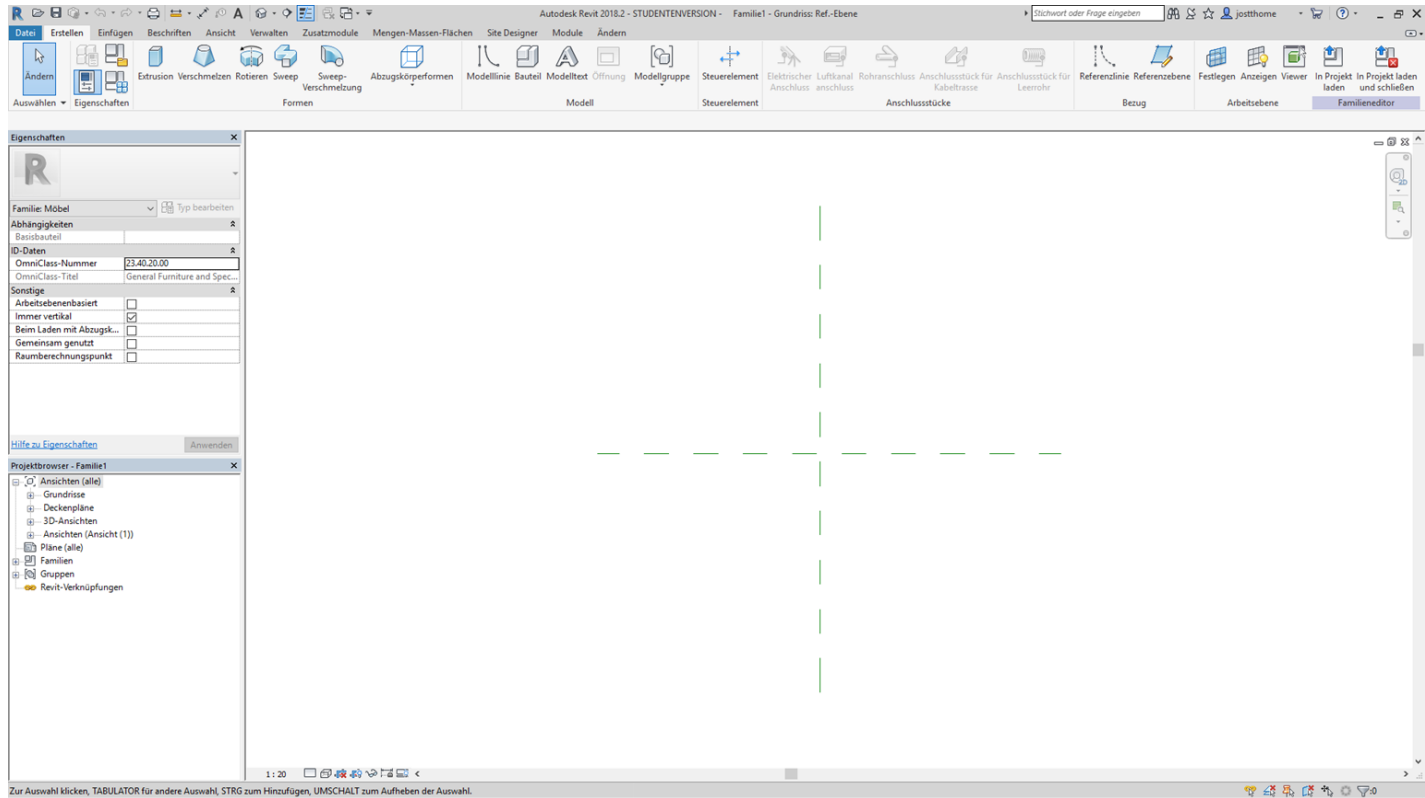 Autodesk Revit 2018.2 - STUDENTENVERSION - Familie1 - Grundriss: Ref.-Ebene
Stichwort oder Frage eingeben
jostthome
Datei Erstellen Einfügen Beschriften Ansicht Verwalten Zusatzmodule Mengen-Massen-Flächen Site Designer Module Ändern
Ändern
Extrusion Verschmelzen Rotieren Sweep Sweep-Verschmelzung Abzugskörperformen
Modelllinie Bauteil Modelltext Öffnung Modellgruppe
Steuerelement
Elektrischer Anschluss Luftkanal anschluss Rohranschluss Anschlussstück für Kabeltrasse Anschlussstück für Leerrohr
Referenzlinie Referenzebene
Festlegen Anzeigen Viewer
In Projekt laden In Projekt laden und schließen
Auswählen Eigenschaften Formen Modell Steuerelement Anschlussstücke Bezug Arbeitsebene Familieneditor
Eigenschaften
R
Familie: Möbel Typ bearbeiten
Abhängigkeiten
Basisbauteil
ID-Daten
OmniClass-Nummer 23.40.20.00
OmniClass-Titel General Furniture and Spec...
Sonstige
Arbeitsebenenbasiert
Immer vertikal
Beim Laden mit Abzugsk...
Gemeinsam genutzt
Raumberechnungspunkt
Hilfe zu Eigenschaften Anwenden
Projektbrowser - Familie1
Ansichten (alle)
Grundrisse
Deckenpläne
3D-Ansichten
Ansichten (Ansicht (1))
Pläne (alle)
Familien
Gruppen
Revit-Verknüpfungen
1 : 20
Zur Auswahl klicken, TABULATOR für andere Auswahl, STRG zum Hinzufügen, UMSCHALT zum Aufheben der Auswahl.
:0